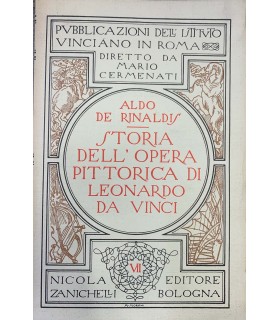 PVBBLICAZIONI DELL'ISTITVTO
VINCIANO IN ROMA
DIRETTO DA
MARIO
CERMENATI
ALDO
DE RINALDIS
STORIA
DELL'OPERA
PITTORICA DI
LEONARDO
DA VINCI
VII
NICOLA EDITORE
ZANICHELLI BOLOGNA